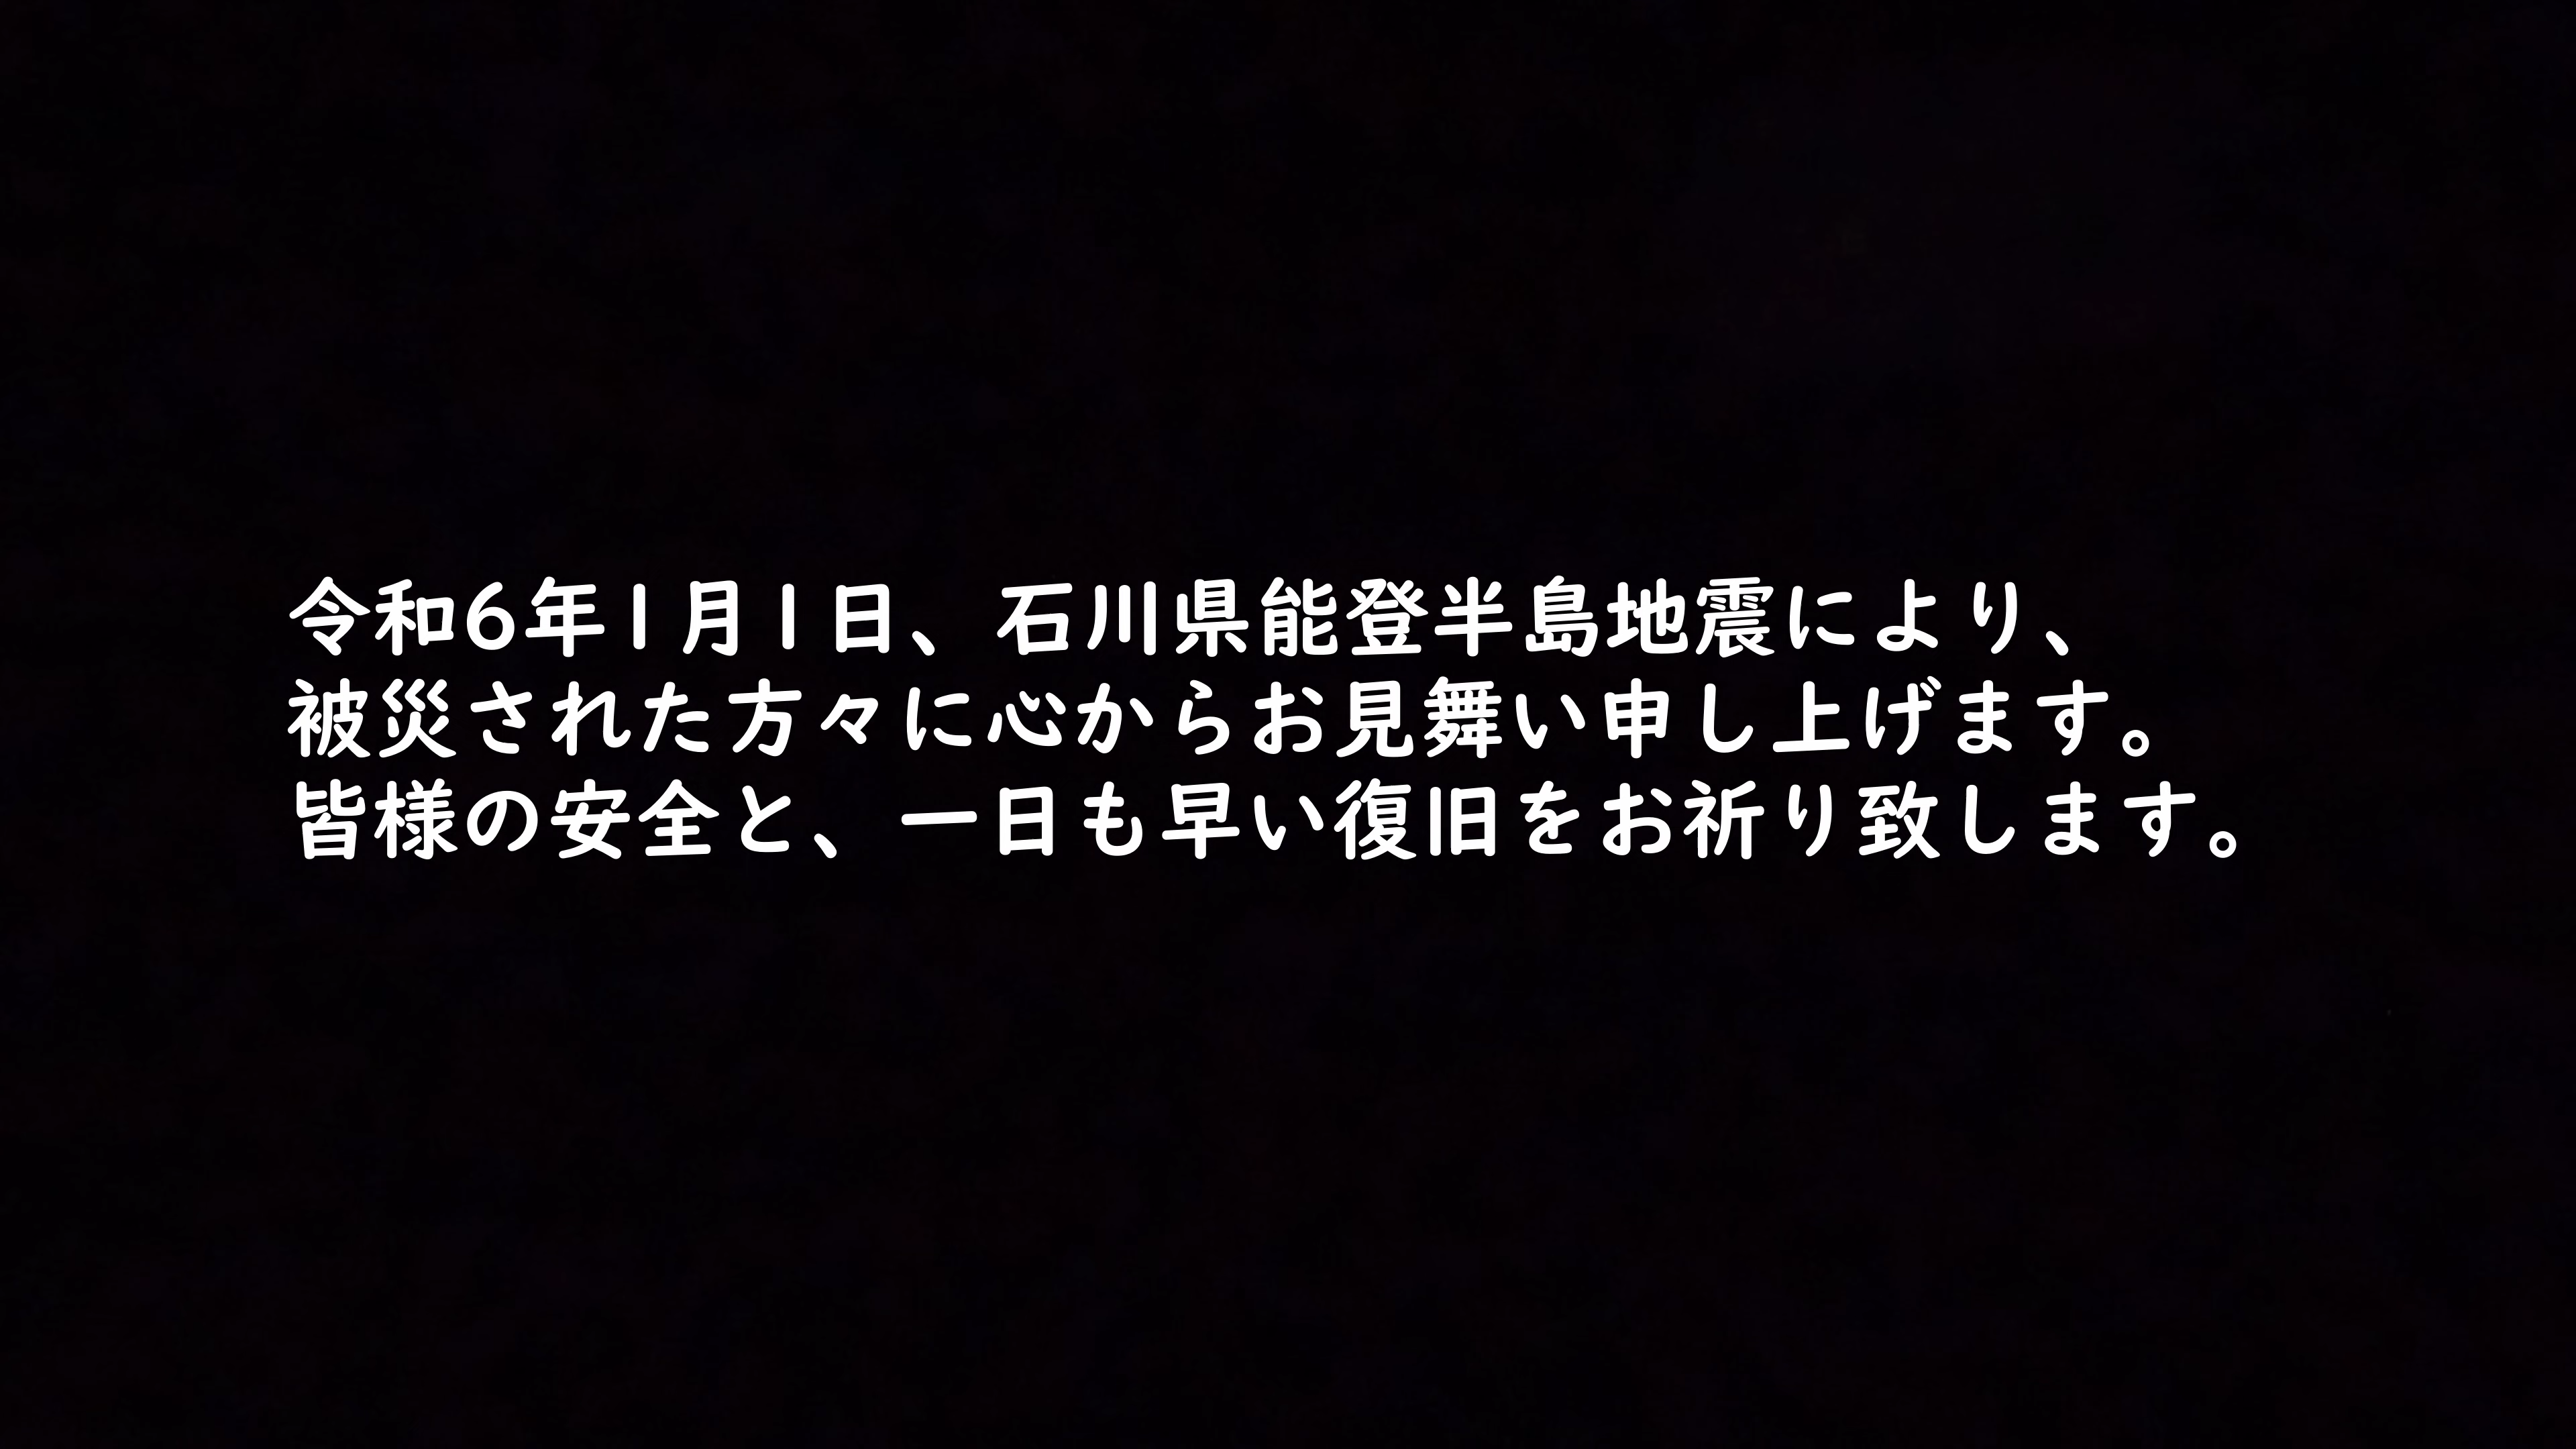 令和6年1月1日、石川県能登半島地震により、
被災された方々に心からお見舞い申し上げます。
皆様の安全と、一日も早い復旧をお祈り致します。